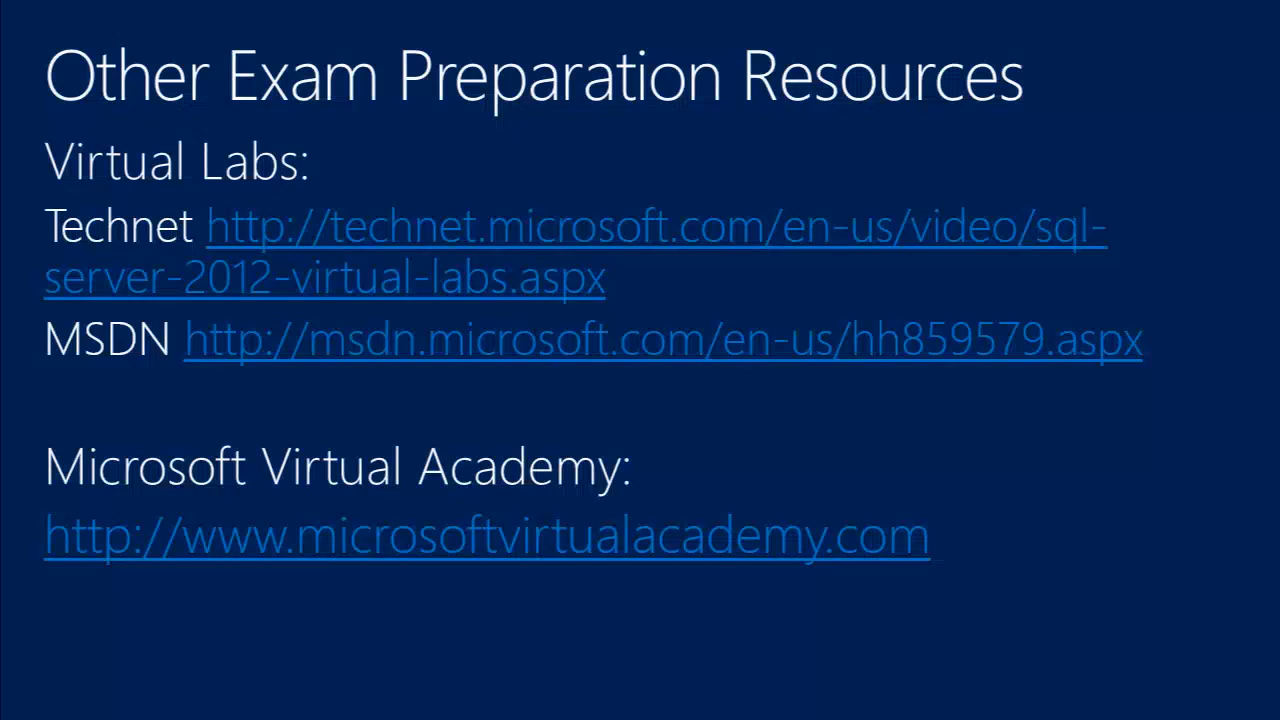 Other Exam Preparation Resources
Virtual Labs:
Technet http://technet.microsoft.com/en-us/video/sql-
server-2012-virtual-labs.aspx
MSDN http://msdn.microsoft.com/en-us/hh859579.aspx
Microsoft Virtual Academy:
http://www.microsoftvirtualacademy.com